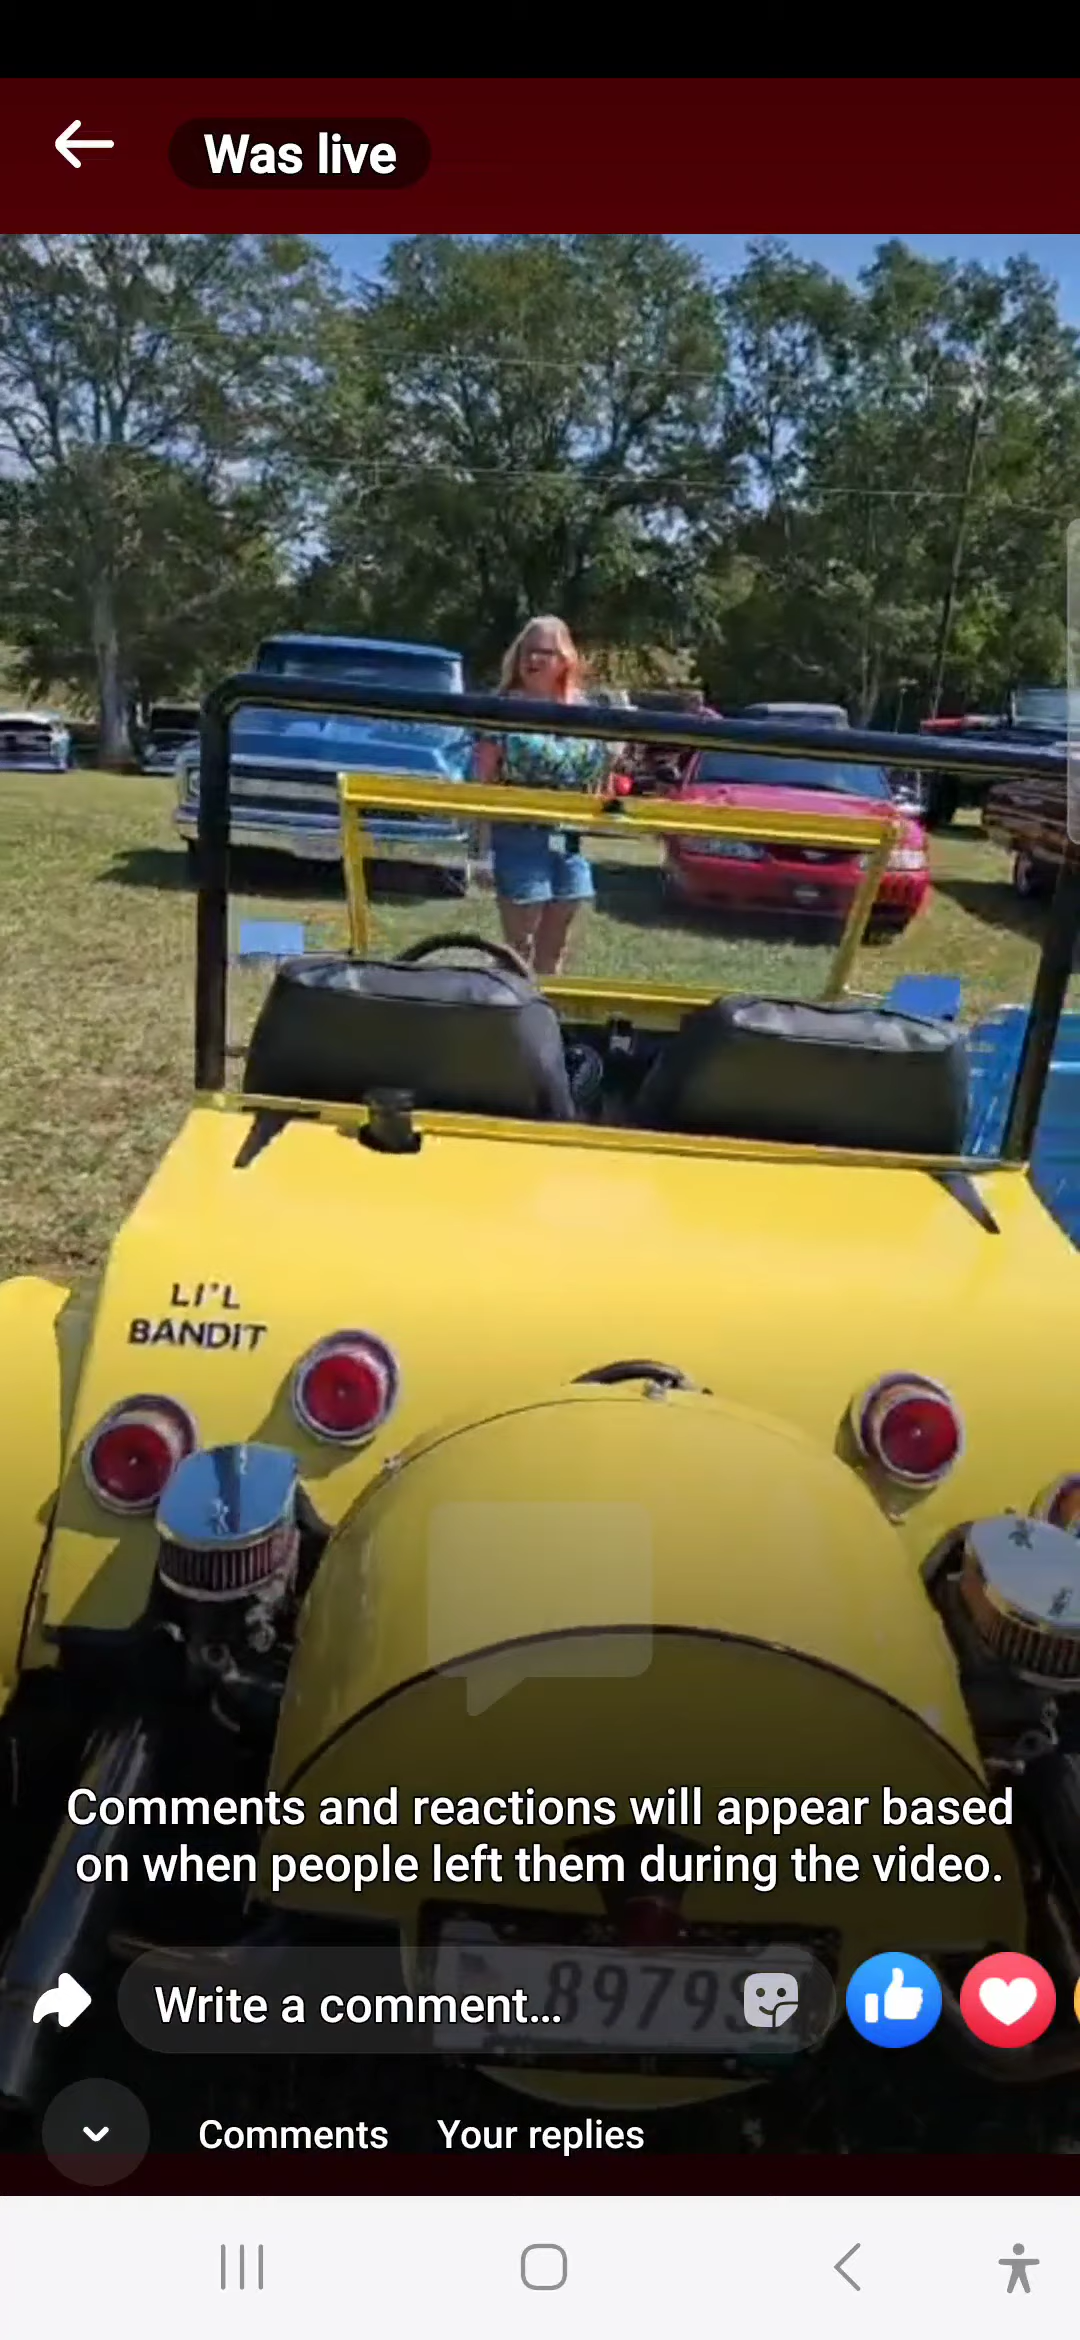 Was live
LI'L
BANDIT
Comments and reactions will appear based
on when people left them during the video.
Write a comment...
8979
Comments Your replies